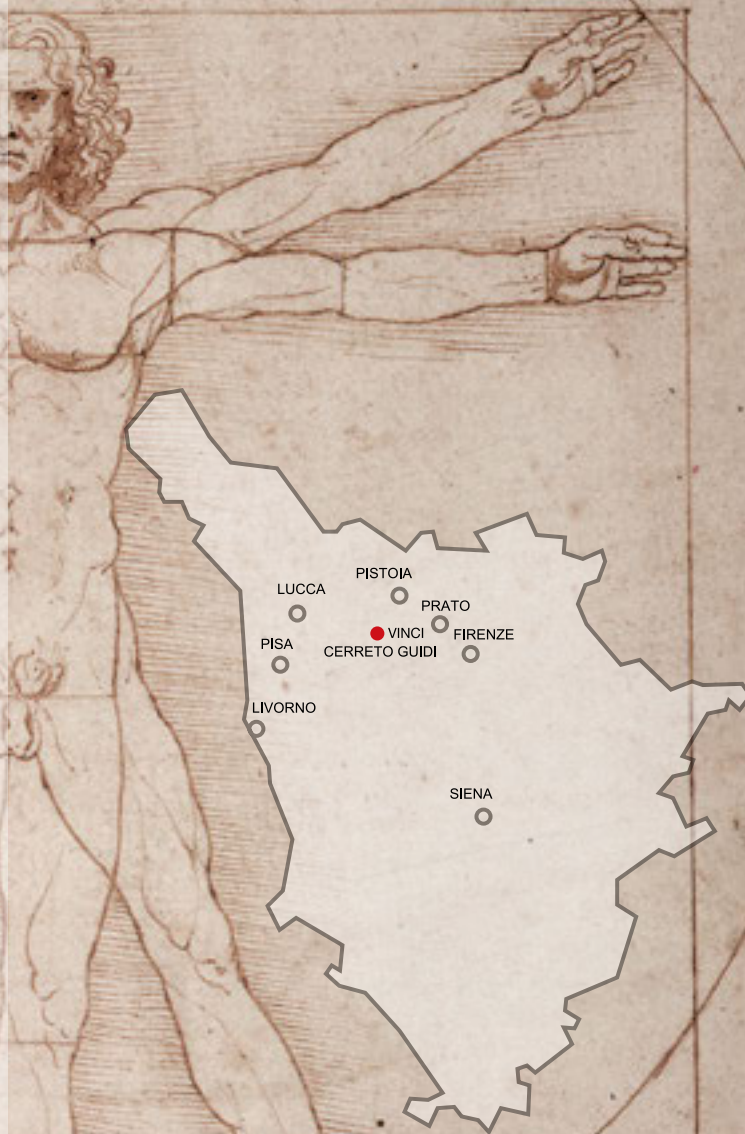 PISTOIA
LUCCA
PRATO
VINCI
FIRENZE
PISA
CERRETO GUIDI
LIVORNO
SIENA